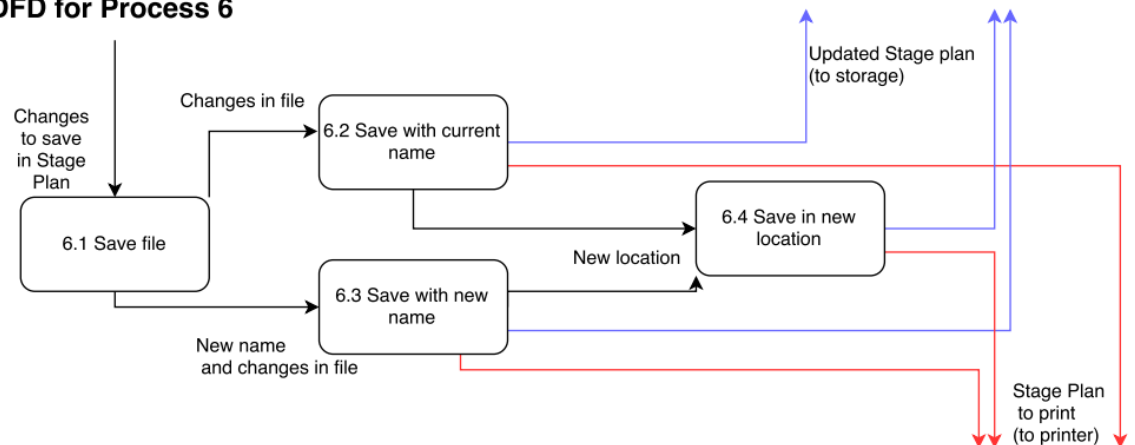 DFD for Process 6
Updated Stage plan
(to storage)
Changes
to save
in Stage
Plan
Changes in file
6.2 Save with current
name
6.1 Save file
6.4 Save in new
location
New location
6.3 Save with new
name
New name
and changes in file
Stage Plan
to print
(to printer)